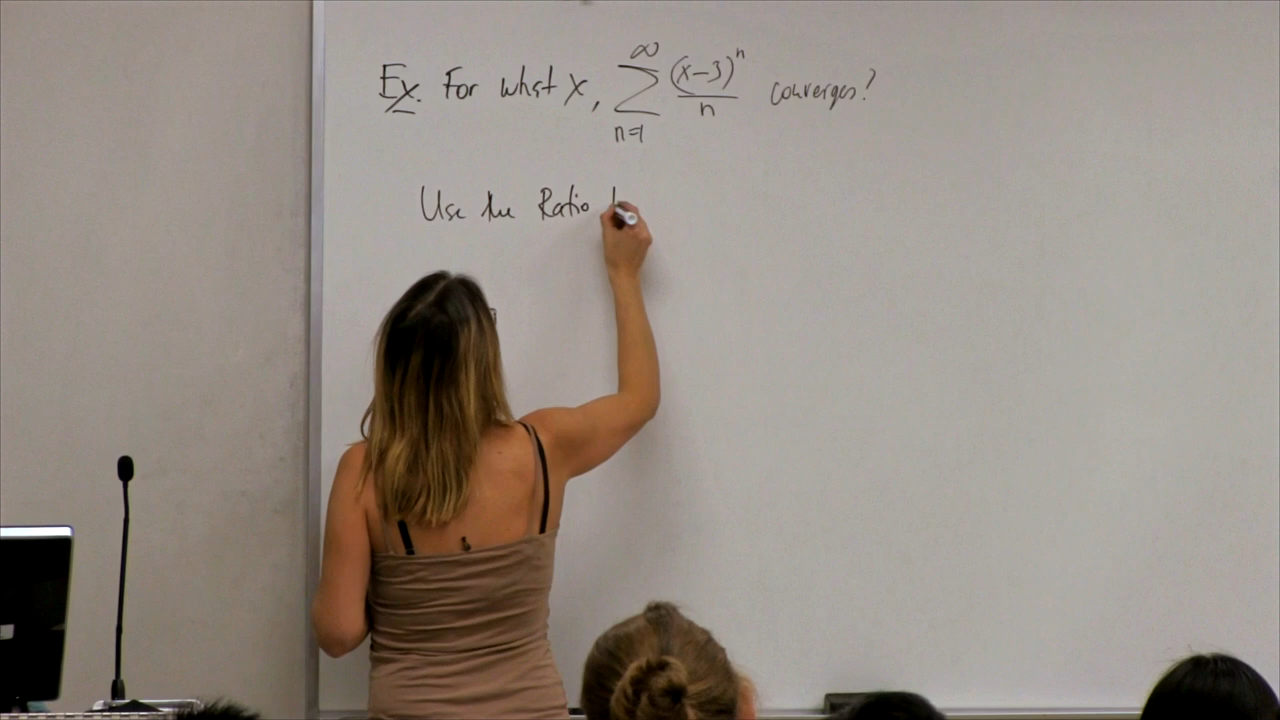 Ex. For what x, ∞ ∑ n=1 (x-3)^n / n converges?
Use the Ratio